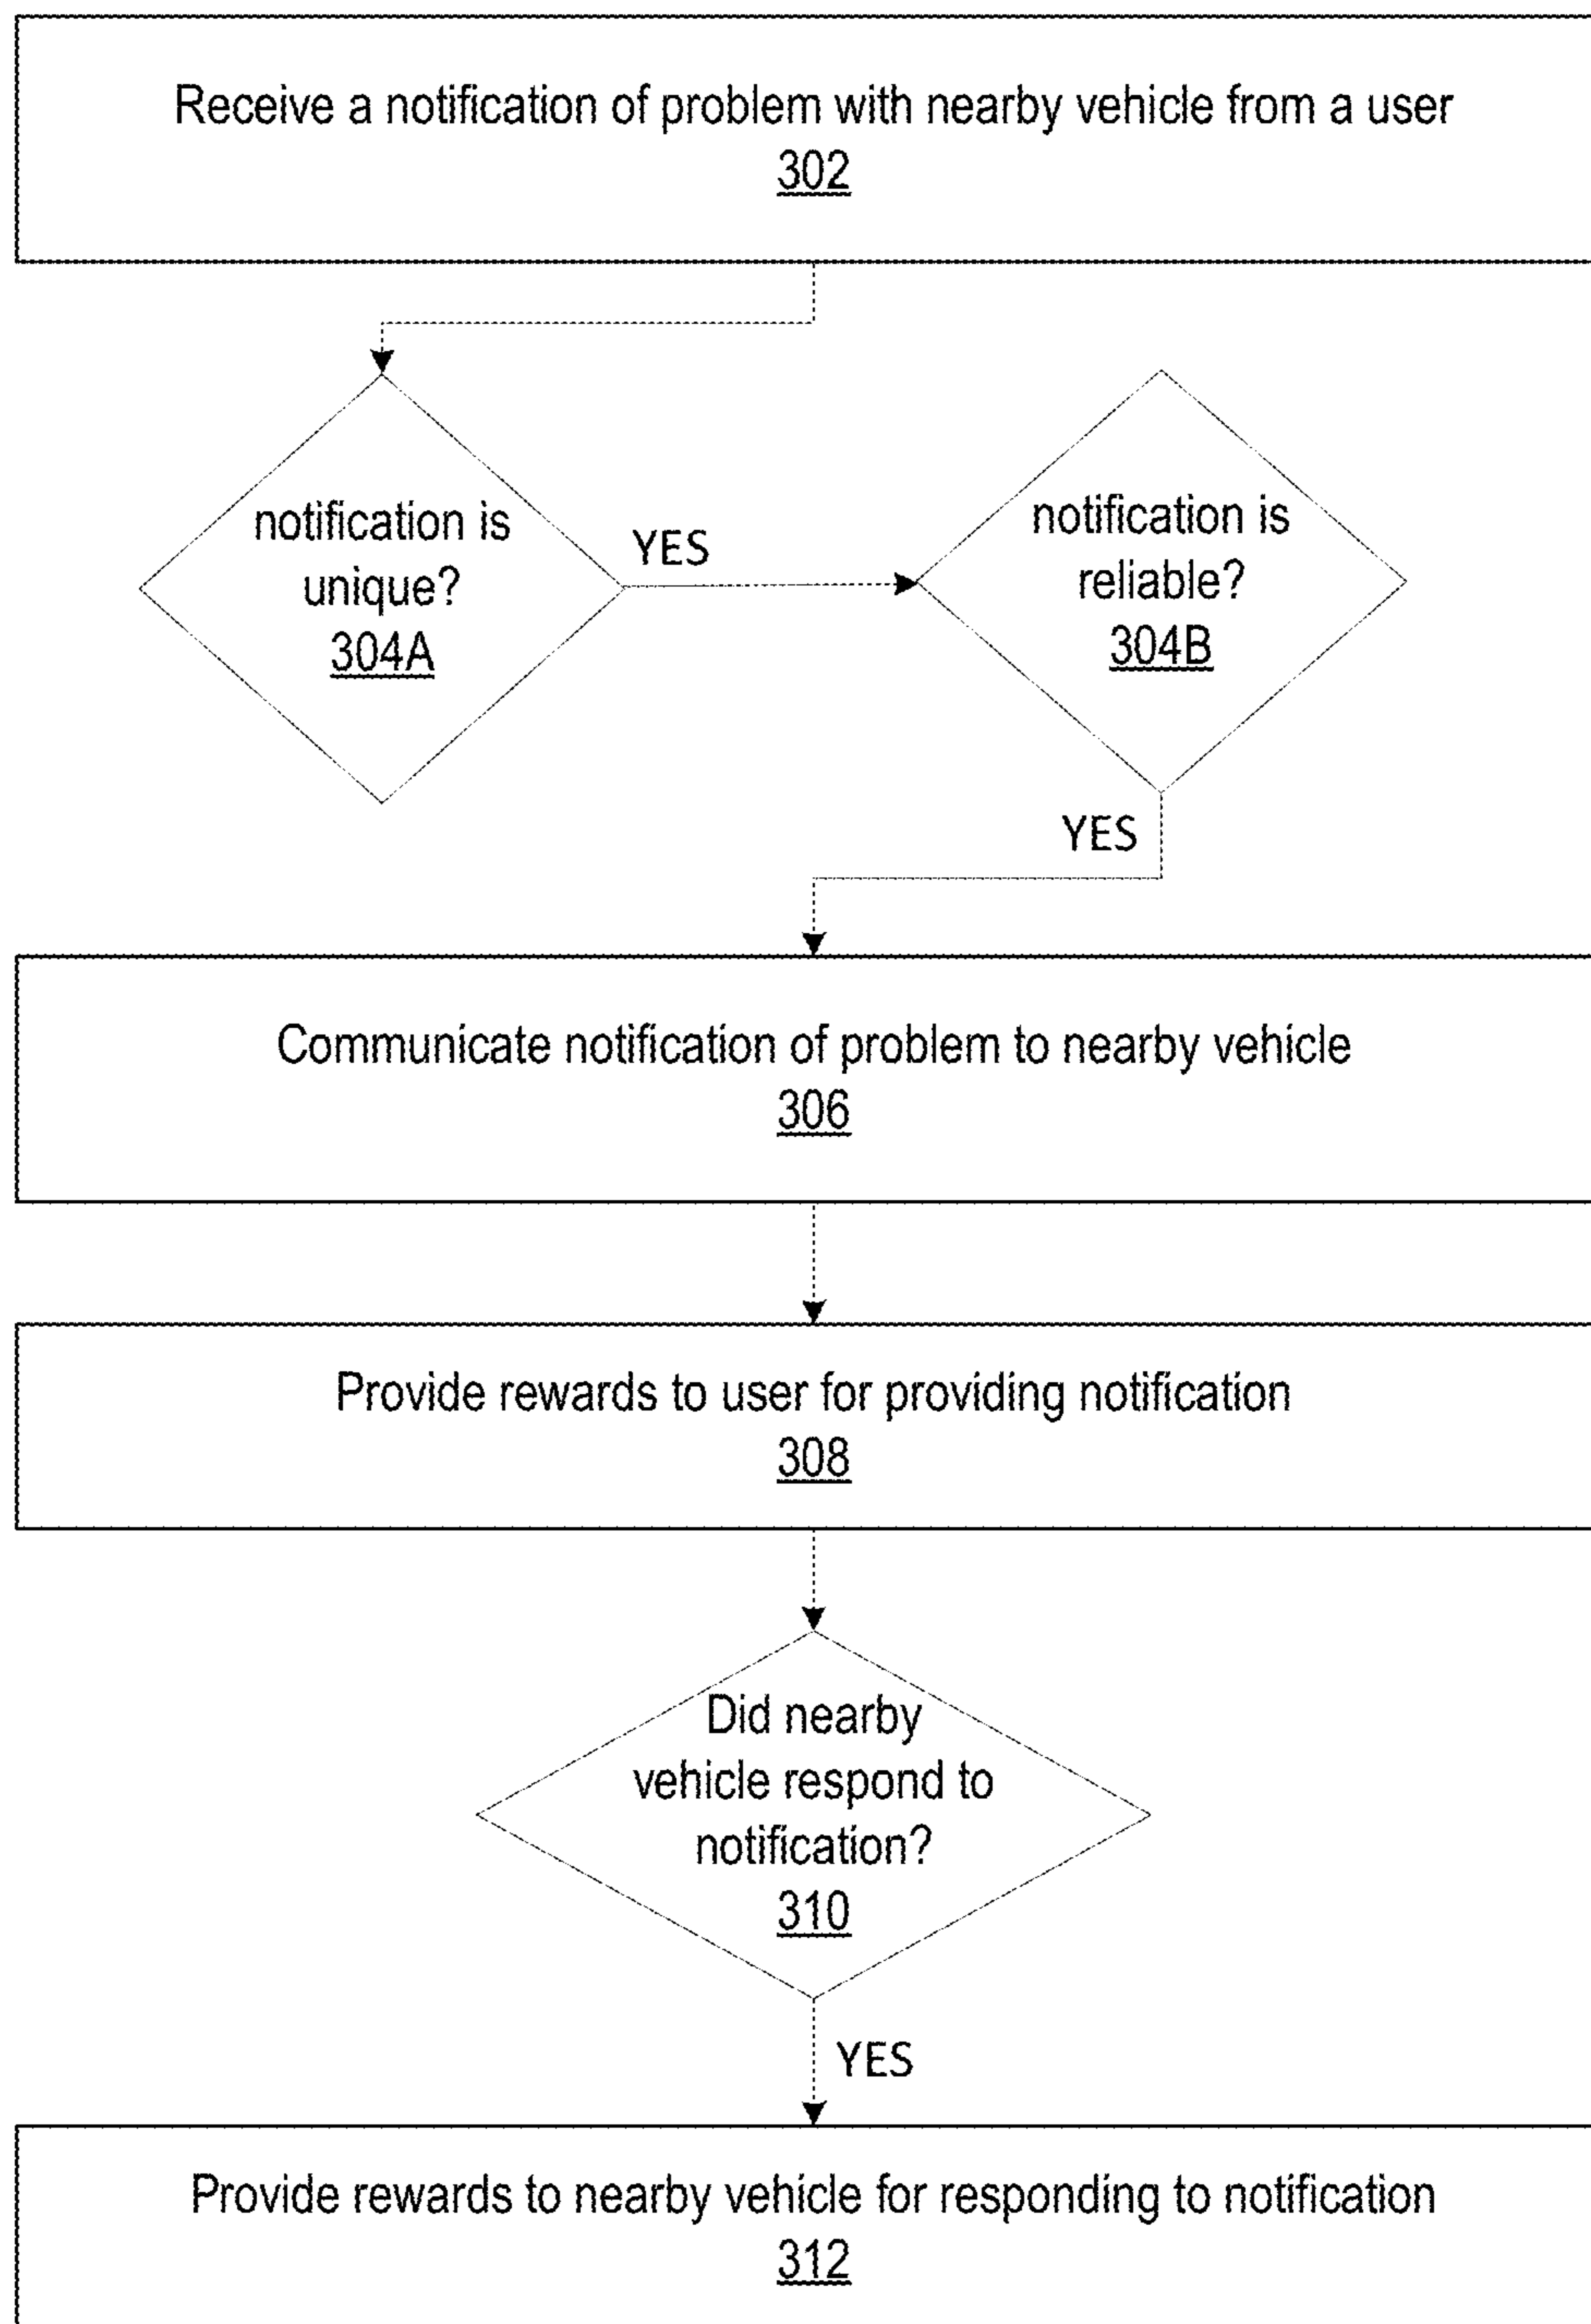 Receive a notification of problem with nearby vehicle from a user
302
notification is
unique?
304A
YES
notification is
reliable?
304B
YES
Communicate notification of problem to nearby vehicle
306
Provide rewards to user for providing notification
308
Did nearby
vehicle respond to
notification?
310
YES
Provide rewards to nearby vehicle for responding to notification
312